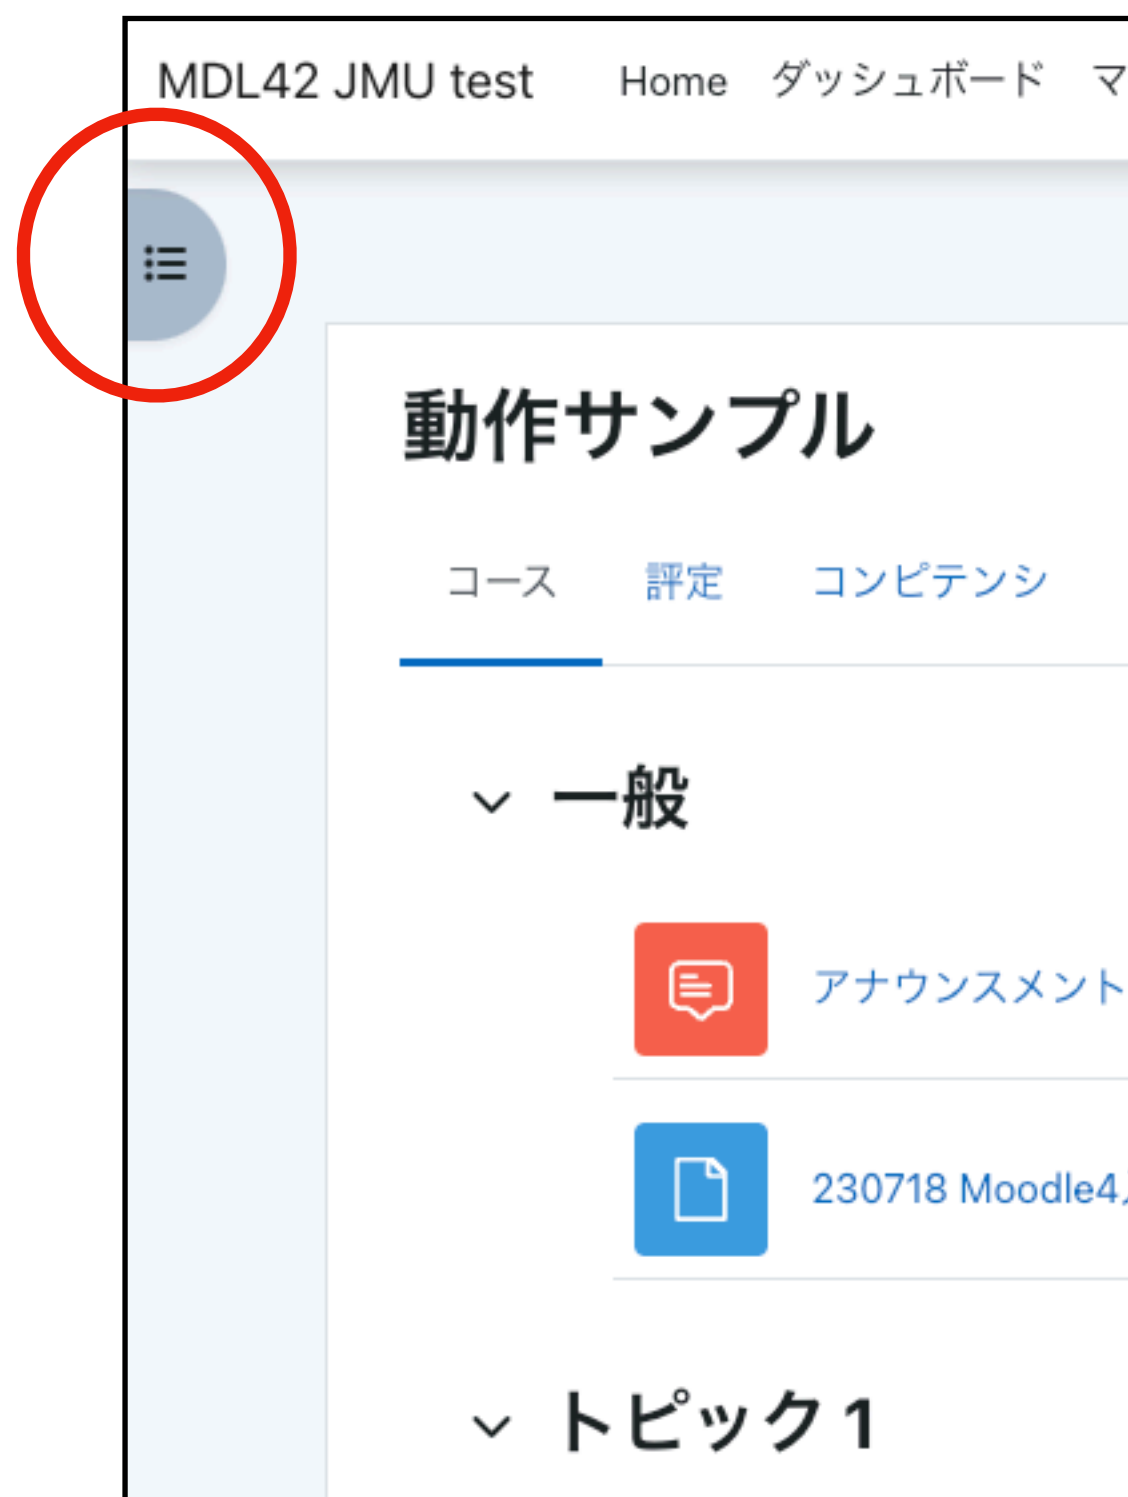 MDL42 JMU test Home ダッシュボード マ
動作サンプル
コース 評定 コンピテンシ
一般
アナウンスメント
230718 Moodle4
トピック 1